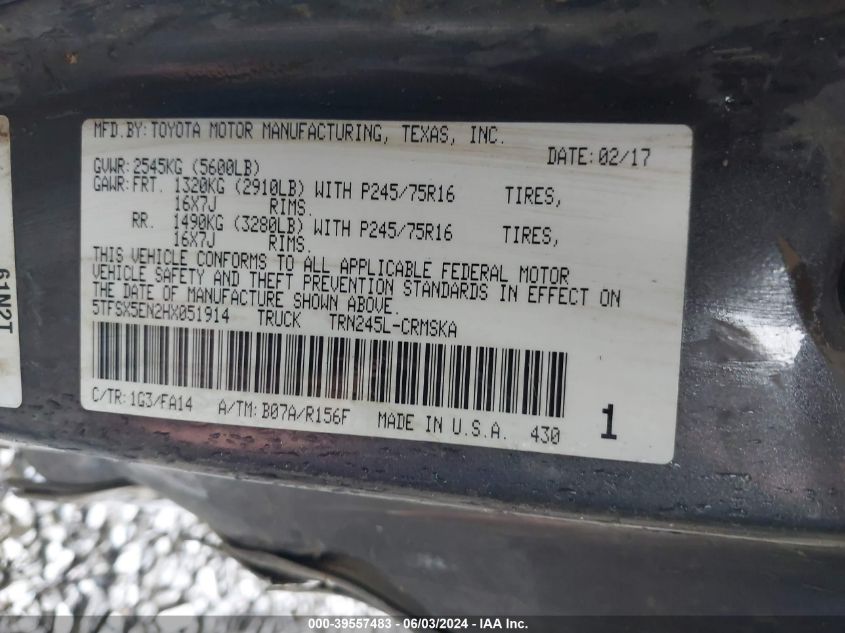 MFD.BY:TOYOTA MOTOR MANUFACTURING, TEXAS, INC.
DATE:02/17
GVWR:2545KG (5600LB)
GAWR:FRT. 1320KG (2910LB) WITH P245/75R16 TIRES,
16X7J RIMS.
RR. 1490KG (3280LB) WITH P245/75R16 TIRES,
16X7J RIMS.
THIS VEHICLE CONFORMS TO ALL APPLICABLE FEDERAL MOTOR
VEHICLE SAFETY AND THEFT PREVENTION STANDARDS IN EFFECT ON
THE DATE OF MANUFACTURE SHOWN ABOVE.
5TFSX5EN2HX051914 TRUCK TRN245L-CRMSKA
C/TR:1G3/FA14 A/TM:B07A/R156F MADE IN U.S.A. 430 1
61N2T
000-39557483 - 06/03/2024 - IAA Inc.